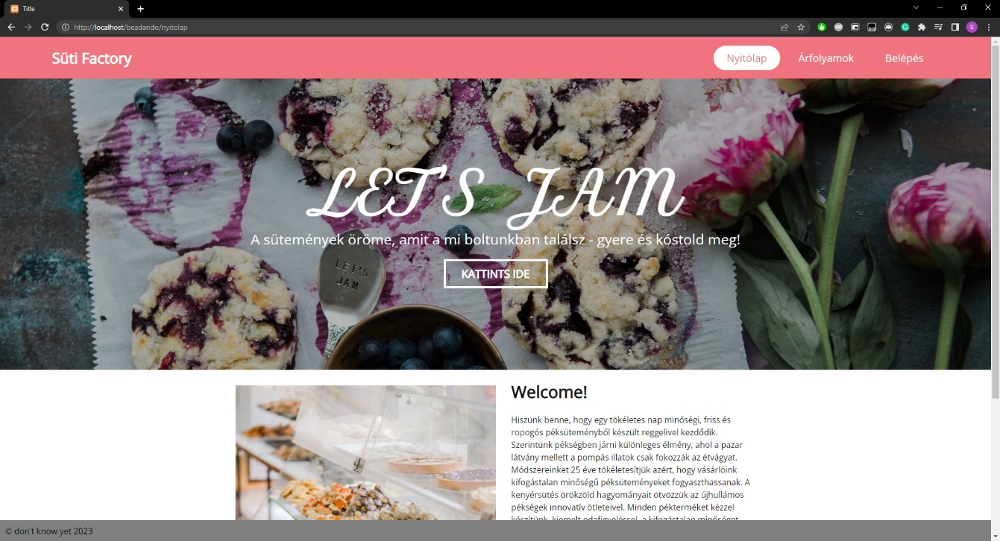 Title
http://localhost/beadando/nyitolap
Süti Factory
Nyitólap
Árfolyamok
Belépés
LET'S JAM
A sütemények öröme, amit a mi boltunkban találsz - gyere és kóstold meg!
LET'S
JAM
KATTINTS IDE
Welcome!
Hiszünk benne, hogy egy tökéletes nap minőségi, friss és
ropogós péksüteményből készült reggelivel kezdődik.
Szerintünk pékségben járni különleges élmény, ahol a pazar
látvány mellett a pompás illatok csak fokozzák az étvágyat.
Módszereinket 25 éve tökéletesítjük azért, hogy vásárlóink
kifogástalan minőségű péksüteményeket fogyaszthassanak. A
kenyérsütés örökzöld hagyományait ötvözzük az újhullámos
pékségek innovatív ötleteivel. Minden pékterméket kézzel
készítünk, kiemelt odafigyeléssel, a kifogástalan minőséget
© don't know yet 2023